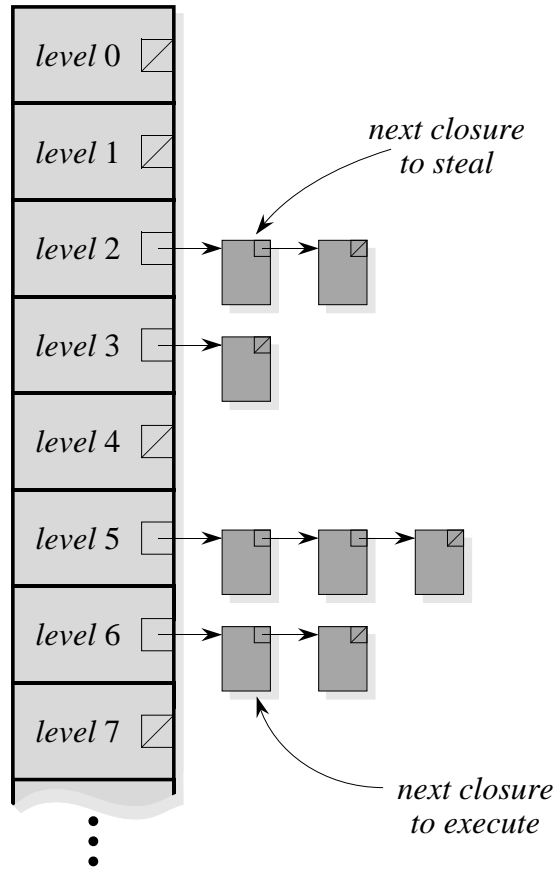 level 0
level 1
next closure
to steal
level 2
level 3
level 4
level 5
level 6
level 7
next closure
to execute